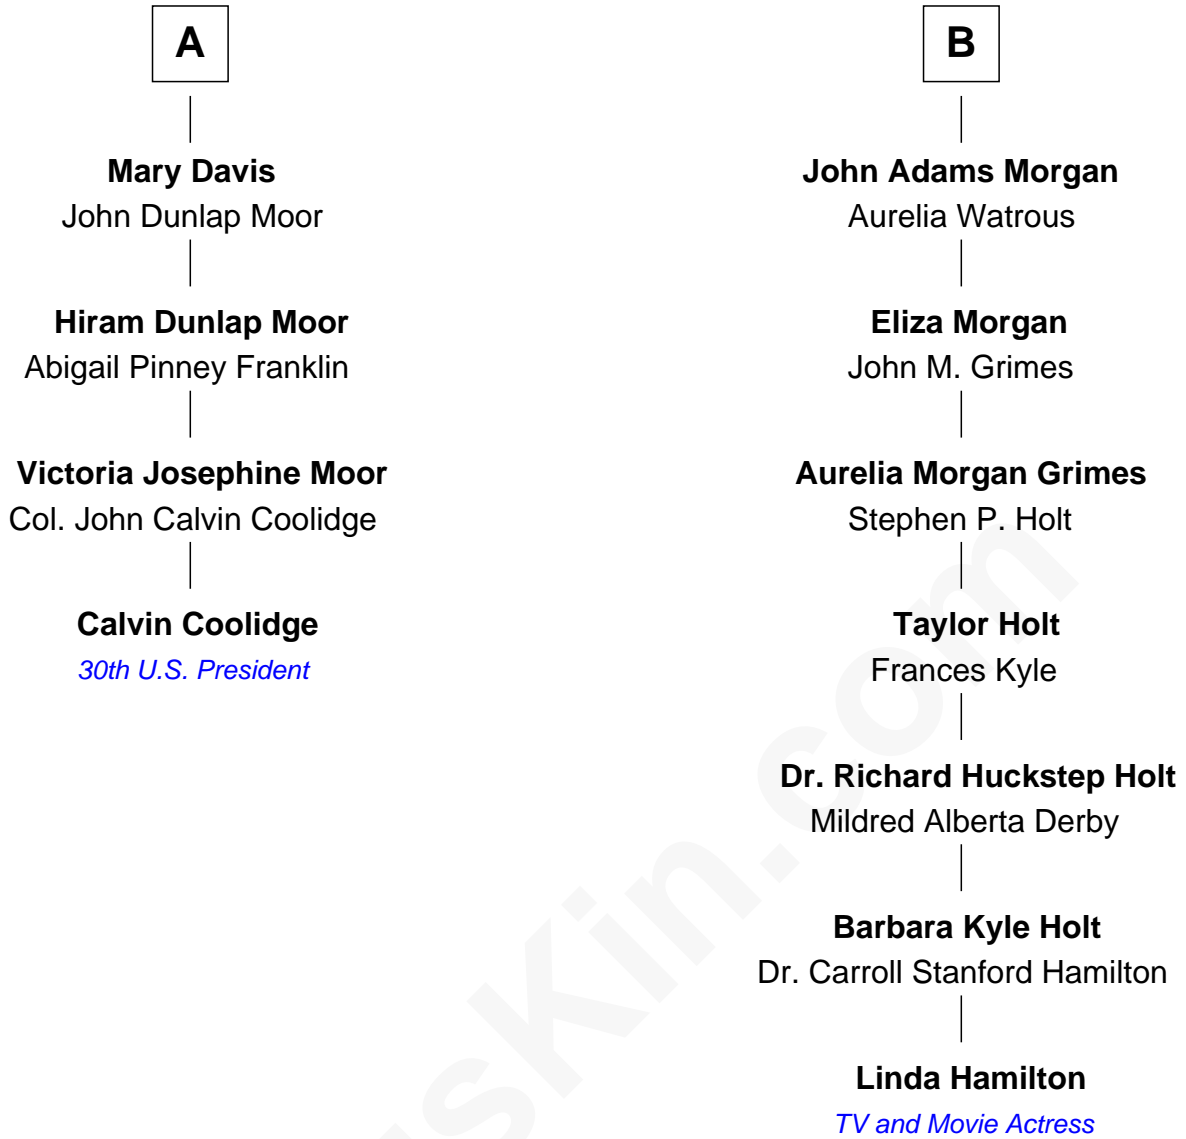 A
Mary Davis
John Dunlap Moor
Hiram Dunlap Moor
Abigail Pinney Franklin
Victoria Josephine Moor
Col. John Calvin Coolidge
Calvin Coolidge
30th U.S. President
B
John Adams Morgan
Aurelia Watrous
Eliza Morgan
John M. Grimes
Aurelia Morgan Grimes
Stephen P. Holt
Taylor Holt
Frances Kyle
Dr. Richard Huckstep Holt
Mildred Alberta Derby
Barbara Kyle Holt
Dr. Carroll Stanford Hamilton
Linda Hamilton
TV and Movie Actress
usKin.com